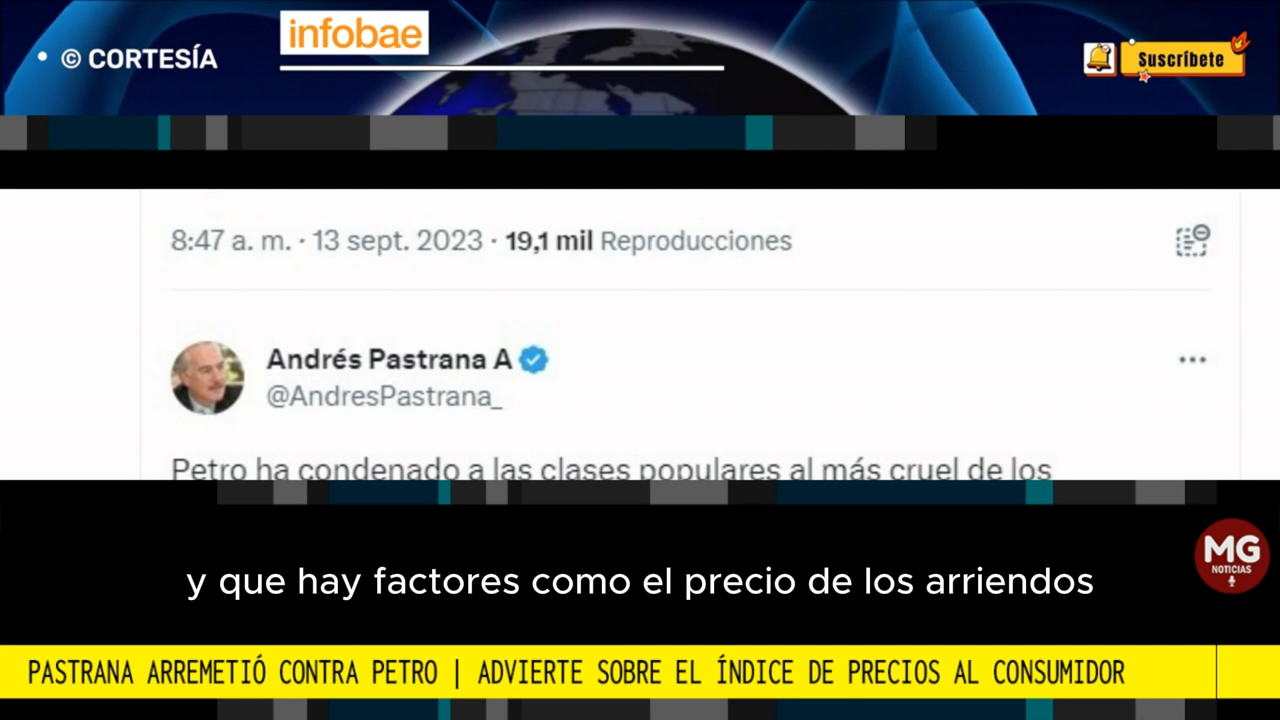 infobae
• © CORTESÍA
Suscríbete
8:47 a. m. · 13 sept. 2023 · 19,1 mil Reproducciones
Andrés Pastrana A
@AndresPastrana_
Petro ha condenado a las clases populares al más cruel de los
MG
NOTICIAS
y que hay factores como el precio de los arriendos
PASTRANA ARREMETIÓ CONTRA PETRO | ADVIERTE SOBRE EL ÍNDICE DE PRECIOS AL CONSUMIDOR